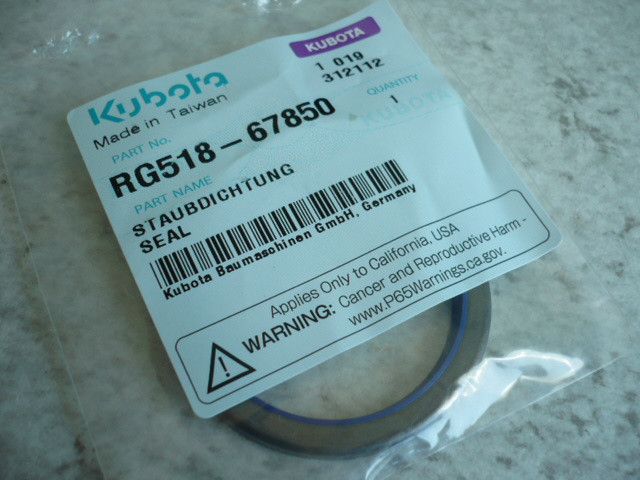 Kubota
KUBOTA
1 019
312112
Made in Taiwan
PART No.
QUANTITY
RG518-67850
1
KUBOTA
PART NAME
STAUBDICHTUNG
SEAL
Kubota Baumaschinen GmbH, Germany
Applies Only to California, USA
WARNING: Cancer and Reproductive Harm -
www.P65Warnings.ca.gov.